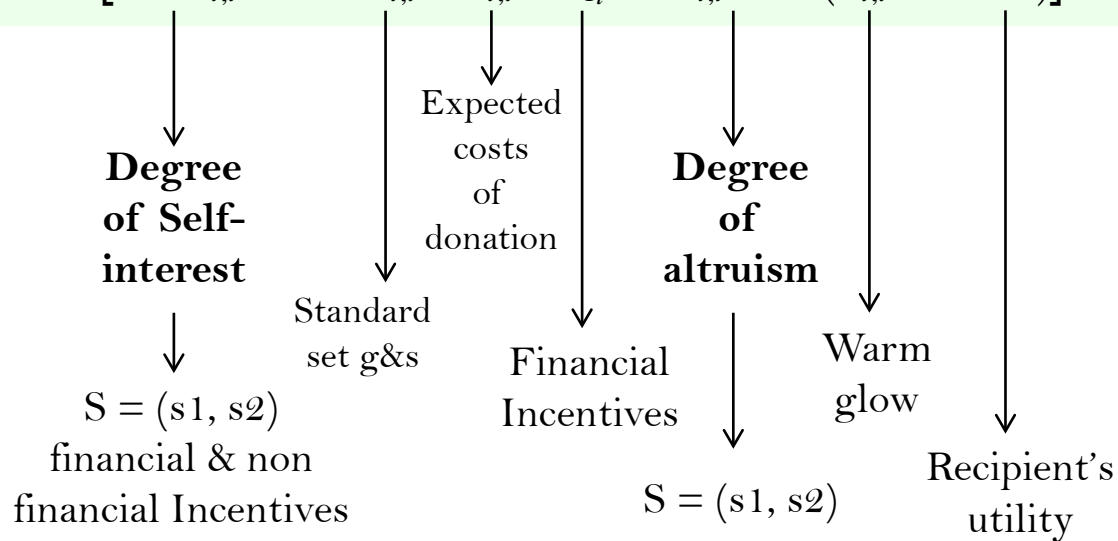 Expected
costs
of
donation
Degree
of Self-
interest
Degree
of
altruism
Standard
set g&s
Financial
Incentives
Warm
glow
S = (s1, s2)
financial & non
financial Incentives
S = (s1, s2)
Recipient's
utility